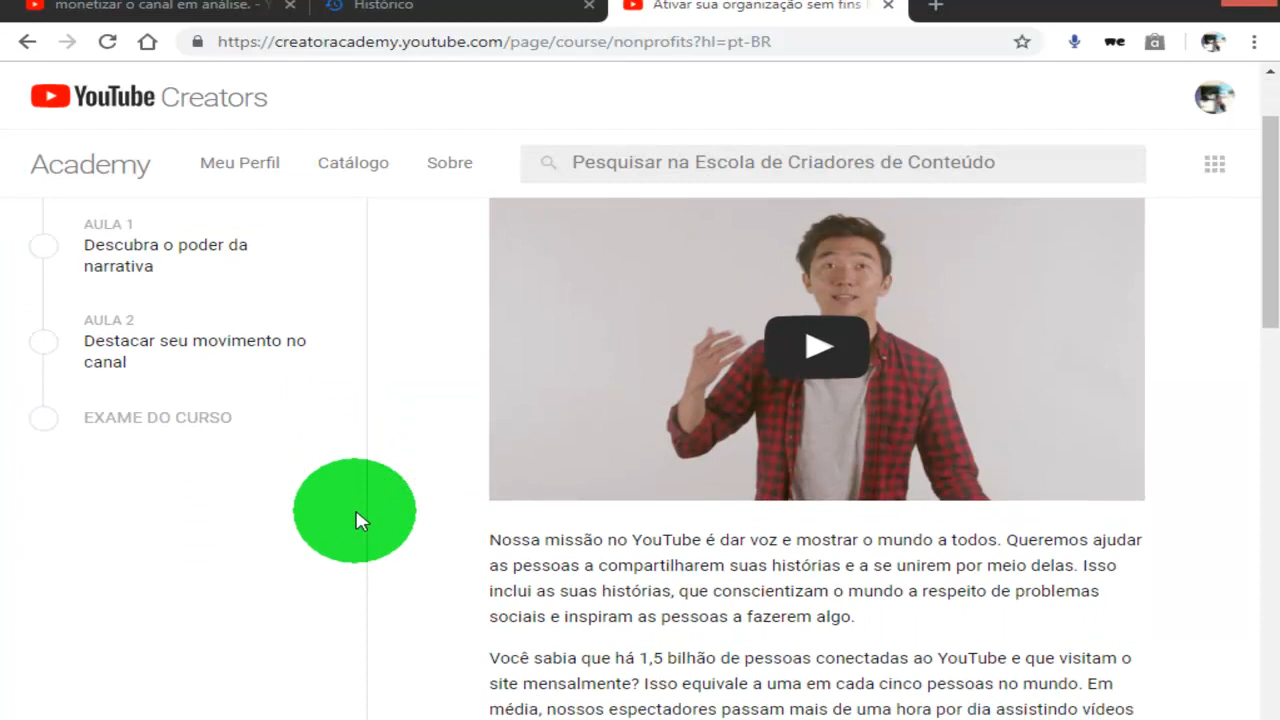 monetizar o canal em análise. - Y
Histórico
Ativar sua organização sem fins
https://creatoracademy.youtube.com/page/course/nonprofits?hl=pt-BR
we
a
YouTube Creators
Academy
Meu Perfil
Catálogo
Sobre
Pesquisar na Escola de Criadores de Conteúdo
AULA 1
Descubra o poder da
narrativa
AULA 2
Destacar seu movimento no
canal
EXAME DO CURSO
Nossa missão no YouTube é dar voz e mostrar o mundo a todos. Queremos ajudar
as pessoas a compartilharem suas histórias e a se unirem por meio delas. Isso
inclui as suas histórias, que conscientizam o mundo a respeito de problemas
sociais e inspiram as pessoas a fazerem algo.
Você sabia que há 1,5 bilhão de pessoas conectadas ao YouTube e que visitam o
site mensalmente? Isso equivale a uma em cada cinco pessoas no mundo. Em
média, nossos espectadores passam mais de uma hora por dia assistindo vídeos